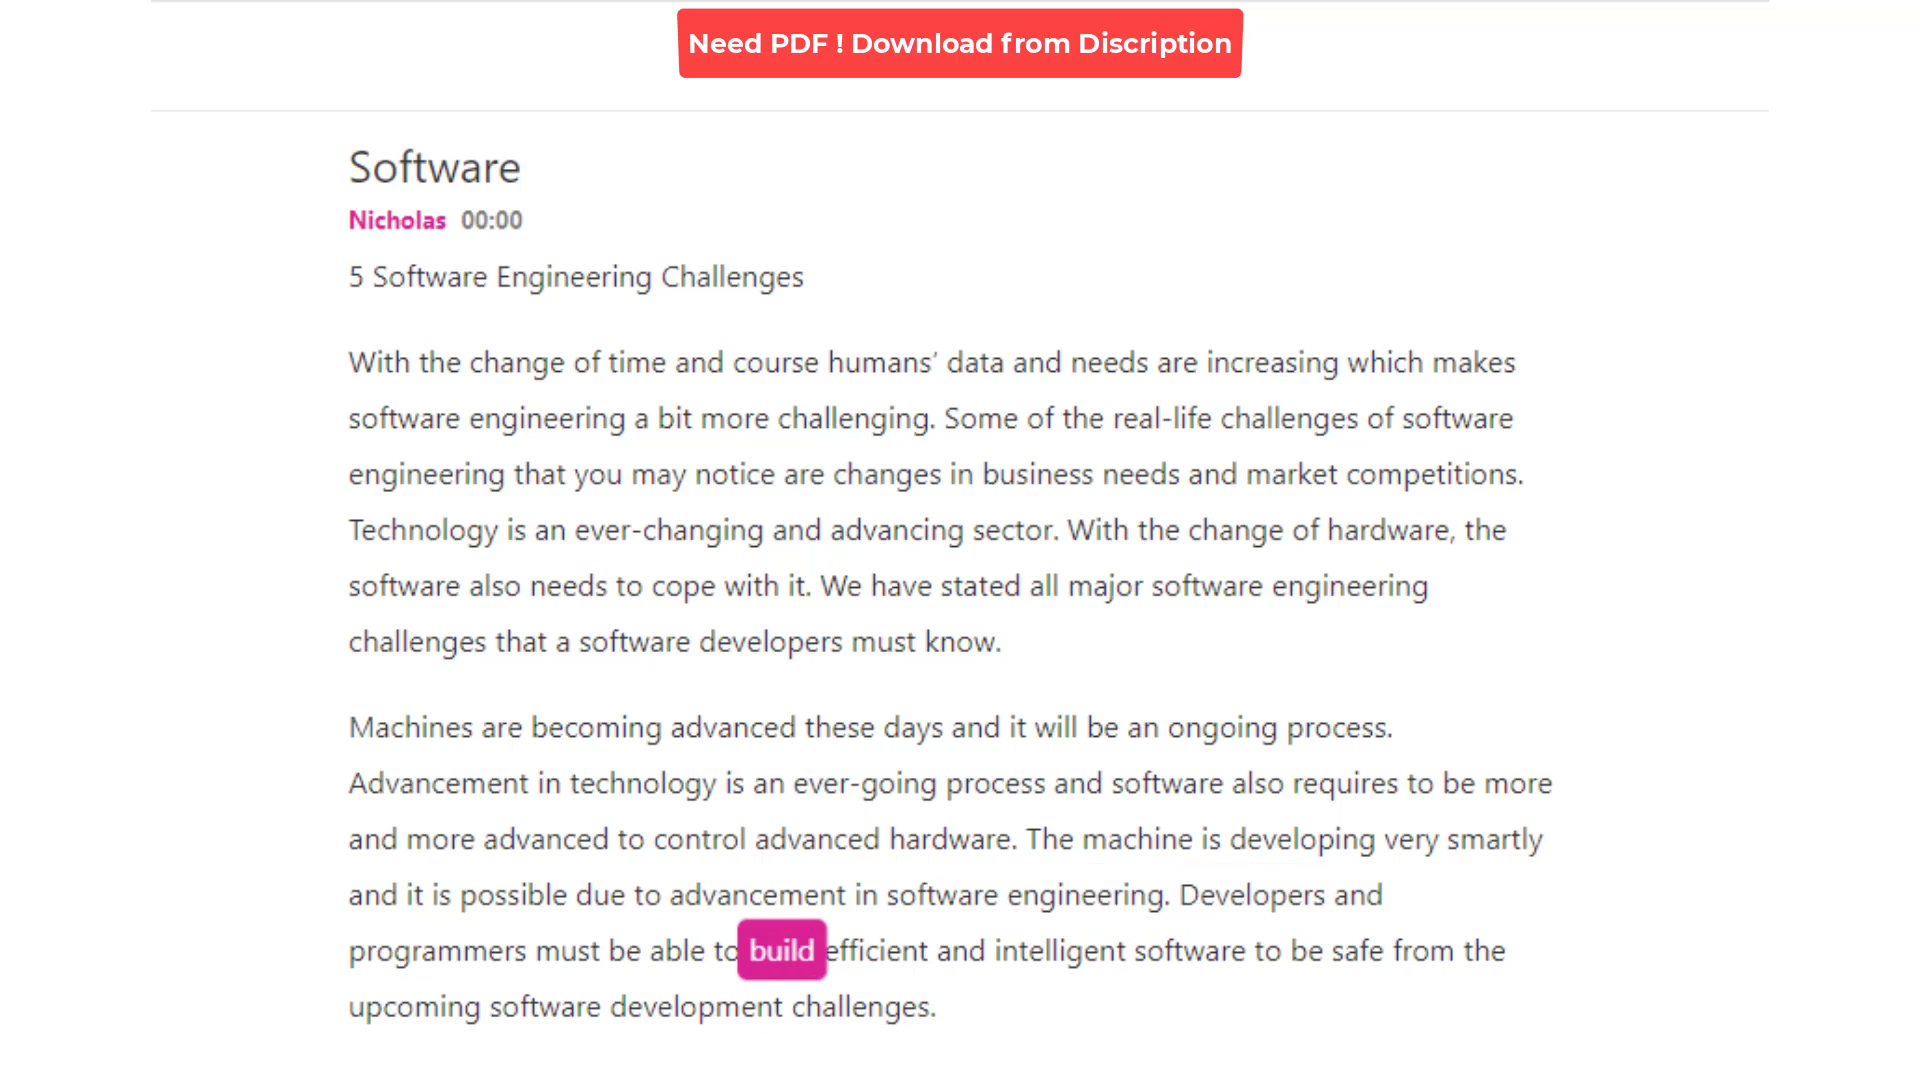 Need PDF ! Download from Discription
Software
Nicholas 00:00
5 Software Engineering Challenges
With the change of time and course humans’ data and needs are increasing which makes
software engineering a bit more challenging. Some of the real-life challenges of software
engineering that you may notice are changes in business needs and market competitions.
Technology is an ever-changing and advancing sector. With the change of hardware, the
software also needs to cope with it. We have stated all major software engineering
challenges that a software developers must know.
Machines are becoming advanced these days and it will be an ongoing process.
Advancement in technology is an ever-going process and software also requires to be more
and more advanced to control advanced hardware. The machine is developing very smartly
and it is possible due to advancement in software engineering. Developers and
programmers must be able to build efficient and intelligent software to be safe from the
upcoming software development challenges.